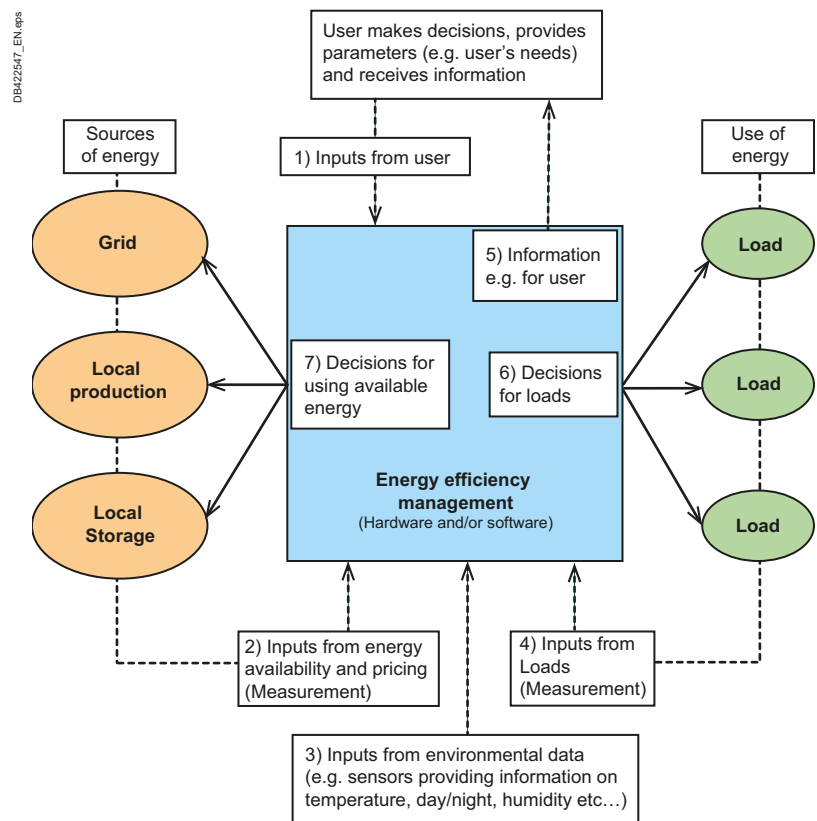 DB422547_EN.eps
User makes decisions, provides
parameters (e.g. user's needs)
and receives information
Sources
of energy
1) Inputs from user
Use of
energy
Grid
5) Information
e.g. for user
Load
Local
production
7) Decisions for
using available
energy
6) Decisions
for loads
Load
Energy efficiency
management
(Hardware and/or software)
Local
Storage
Load
2) Inputs from energy
availability and pricing
(Measurement)
4) Inputs from
Loads
(Measurement)
3) Inputs from environmental data
(e.g. sensors providing information on
temperature, day/night, humidity etc…)